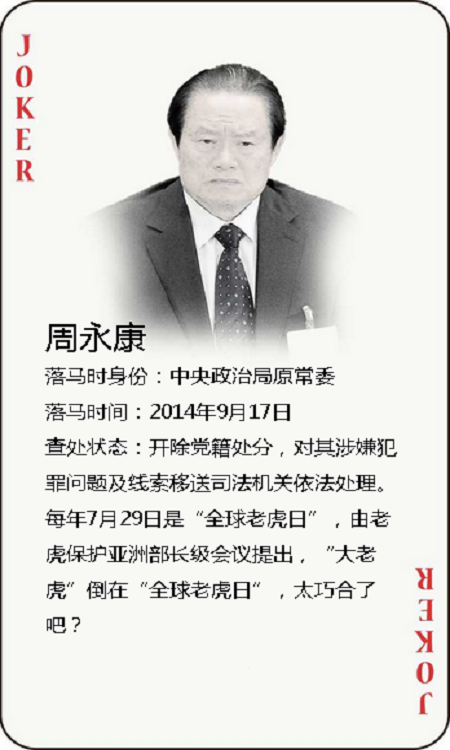 JOKER
周永康
落马时身份：中央政治局原常委
落马时间：2014年9月17日
查处状态：开除党籍处分，对其涉嫌犯
罪问题及线索移送司法机关依法处理。
每年7月29日是“全球老虎日”，由老
虎保护亚洲部长级会议提出，“大老
虎”倒在“全球老虎日”，太巧合了
吧？
JOKER